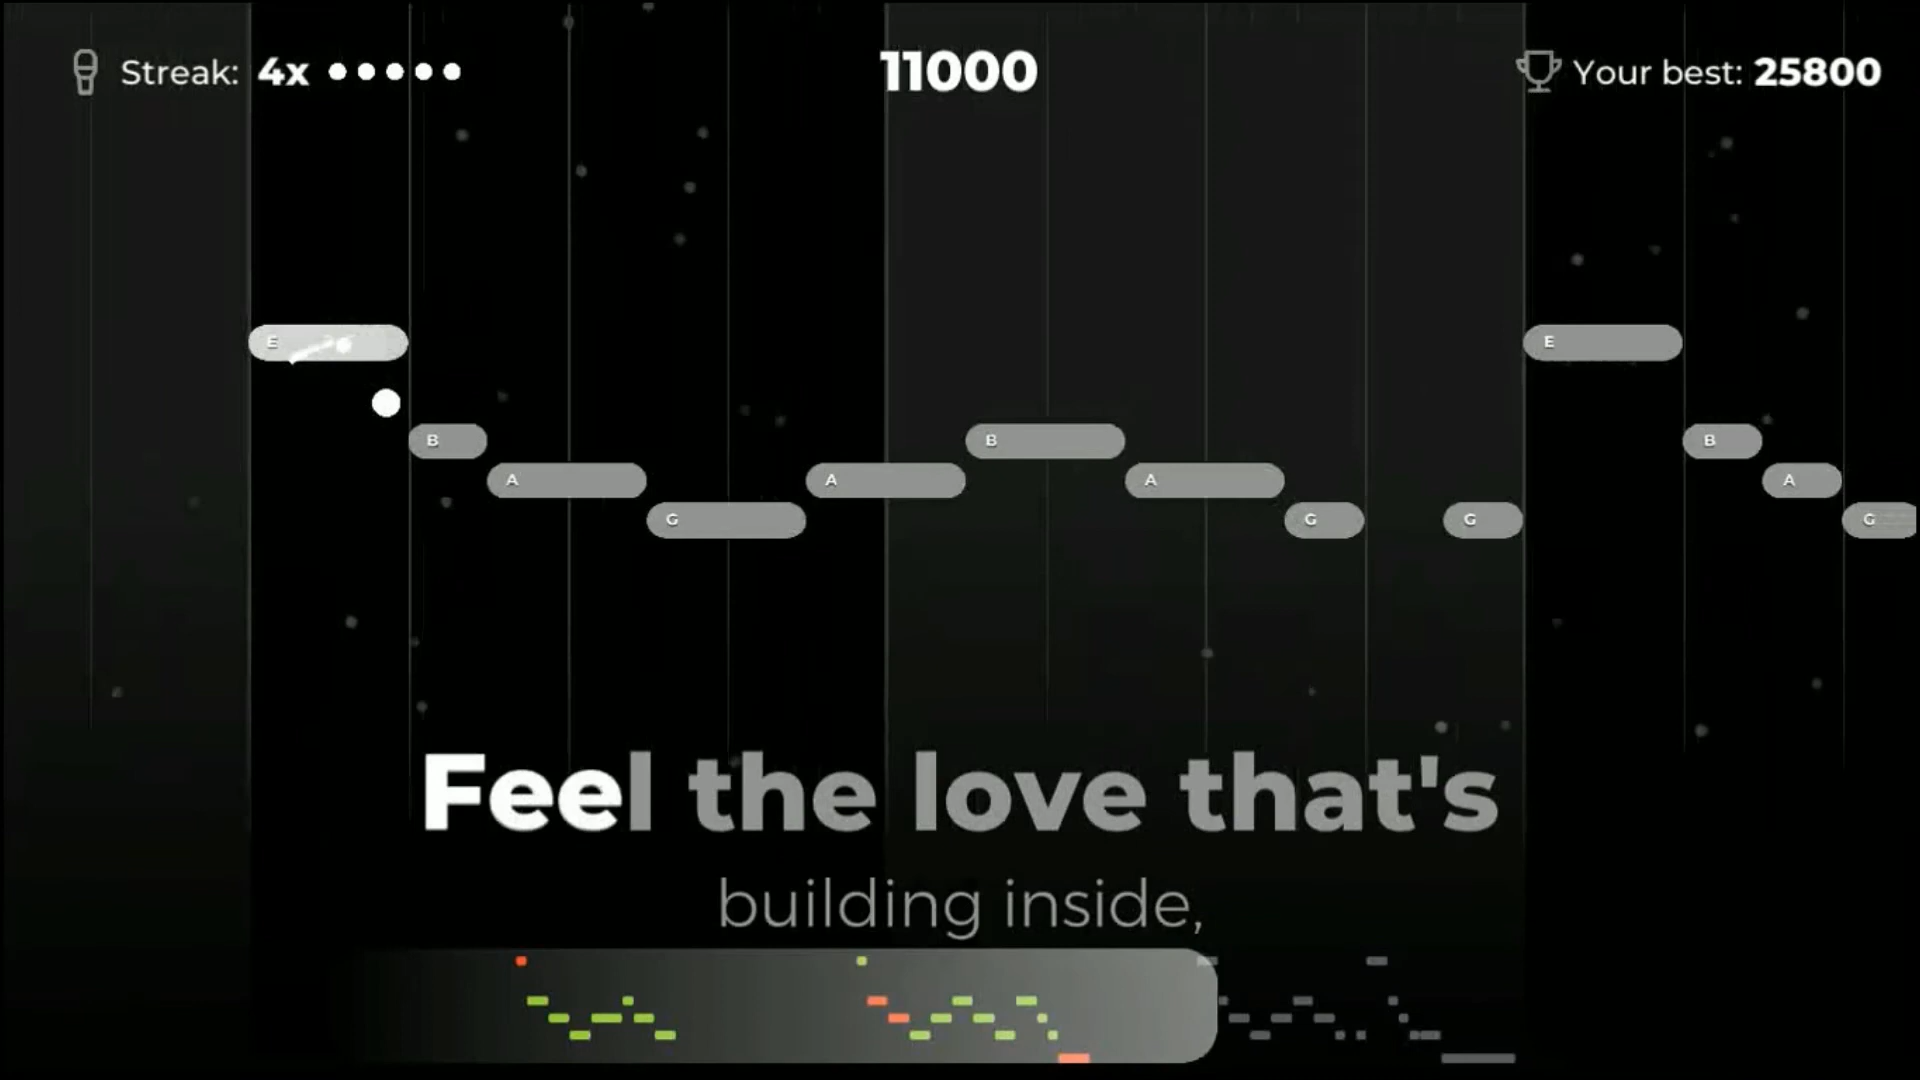 Streak: 4x
11000
Your best: 25800
E
E
B
B
B
A
A
A
A
G
G
G
G
Feel the love that's
building inside,